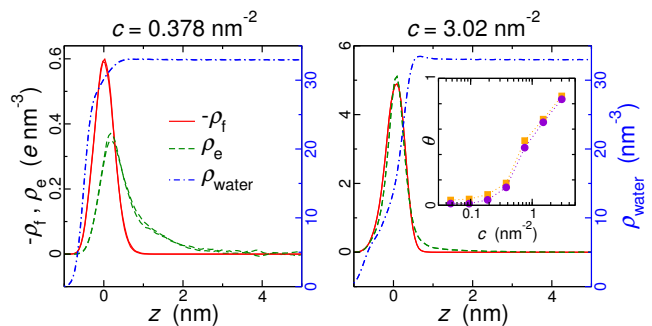 c = 0.378 nm⁻²
c = 3.02 nm⁻²
-ρf , ρe (e nm⁻³)
0.6
0.4
0.2
0
30
20
10
0
-ρf
ρe
ρwater
0
2
4
z (nm)
6
4
2
0
30
20
10
0
ρwater (nm⁻³)
0
2
4
z (nm)
1
θ
0
0.1
1
c (nm⁻²)